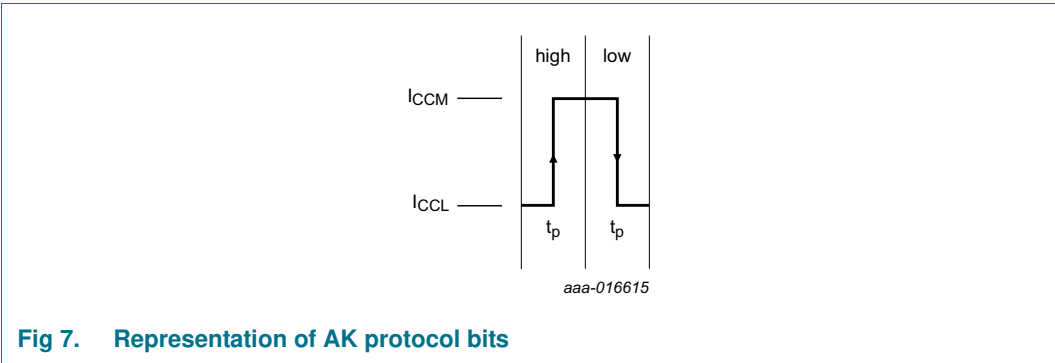 high low
ICCM
ICCL
tp tp
aaa-016615
Fig 7. Representation of AK protocol bits